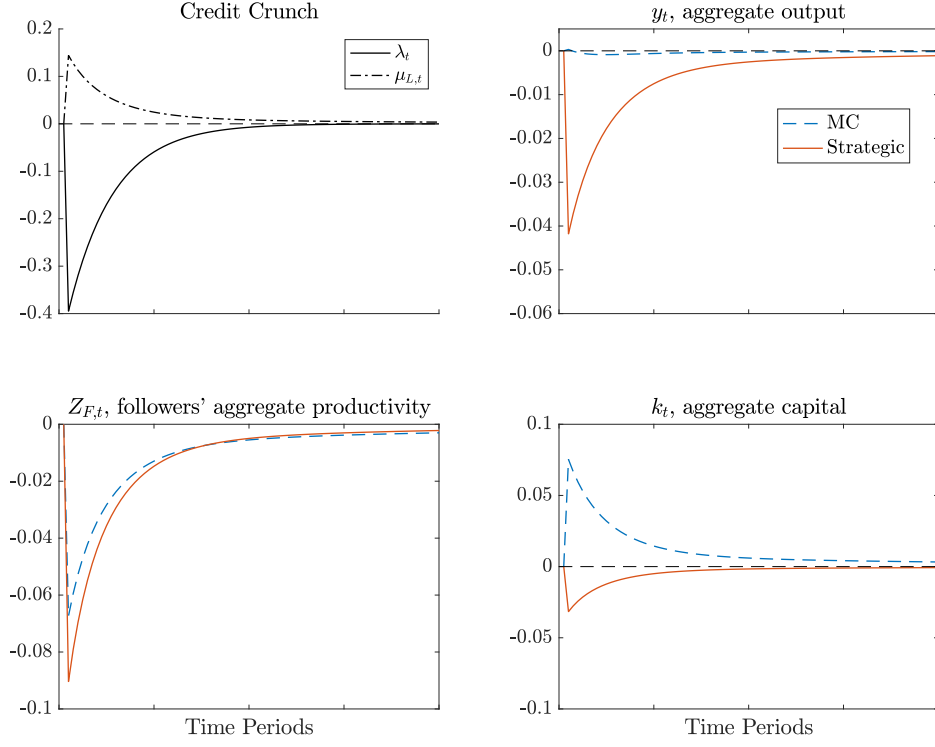 Credit Crunch
0.2
0.1
0
-0.1
-0.2
-0.3
-0.4
λ_t
μ_{L,t}
y_t, aggregate output
0
-0.01
-0.02
-0.03
-0.04
-0.05
-0.06
MC
Strategic
Z_{F,t}, followers' aggregate productivity
0
-0.02
-0.04
-0.06
-0.08
-0.1
Time Periods
k_t, aggregate capital
0.1
0.05
0
-0.05
-0.1
Time Periods